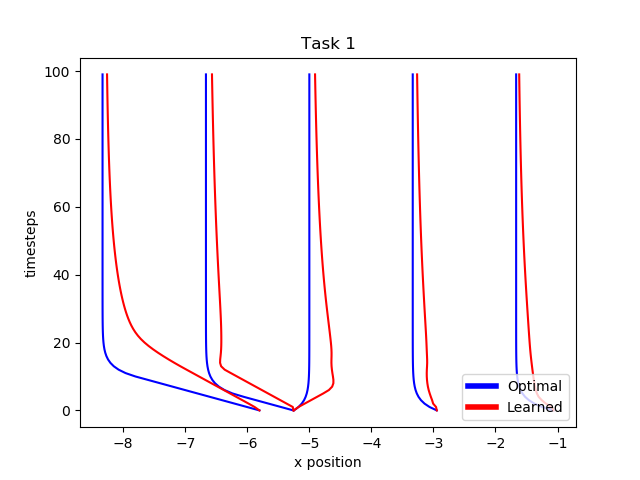 Task 1
100
80
60
40
20
0
timesteps
−8 −7 −6 −5 −4 −3 −2 −1
x position
Optimal
Learned